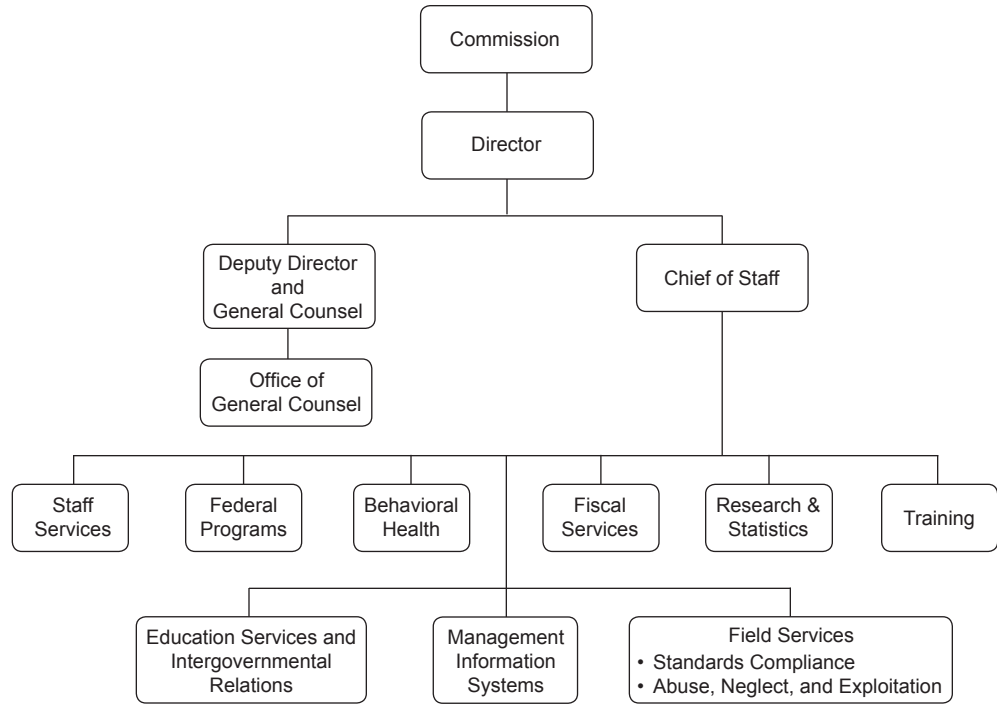 Commission
Director
Deputy Director
and
General Counsel
Chief of Staff
Office of
General Counsel
Staff
Services
Federal
Programs
Behavioral
Health
Fiscal
Services
Research &
Statistics
Training
Education Services and
Intergovernmental
Relations
Management
Information
Systems
Field Services
• Standards Compliance
• Abuse, Neglect, and Exploitation